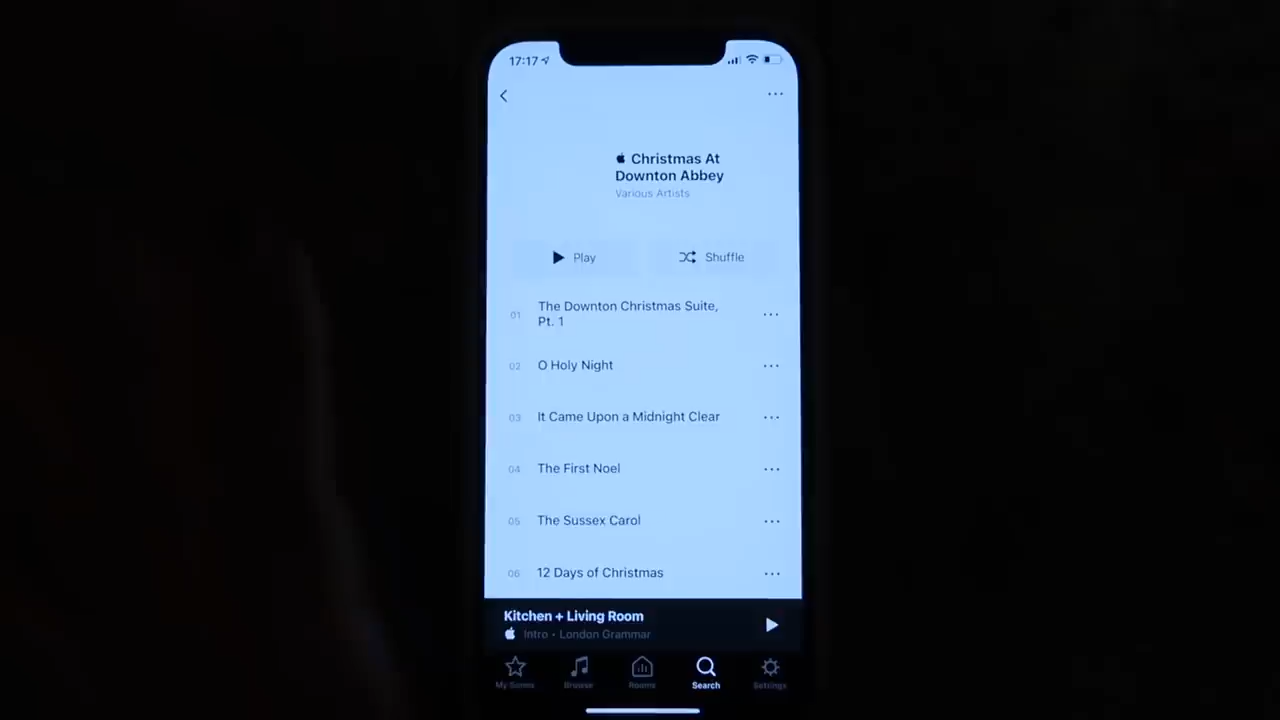 17:17
Christmas At
Downton Abbey
Various Artists
Play
Shuffle
01 The Downton Christmas Suite,
Pt. 1
02 O Holy Night
03 It Came Upon a Midnight Clear
04 The First Noel
05 The Sussex Carol
06 12 Days of Christmas
Kitchen + Living Room
Intro • London Grammar
My Sonos Browse Rooms Search Settings